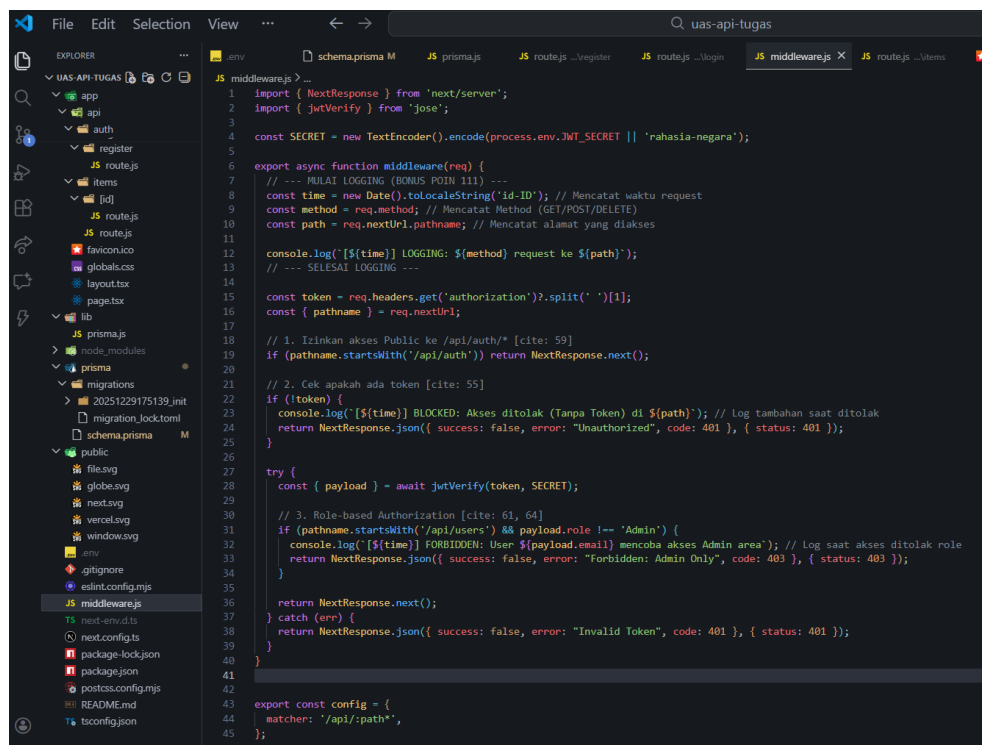 File Edit Selection View ··· ← → uas-api-tugas
EXPLORER ···
UAS-API-TUGAS
app
api
auth
register
JS route.js
items
[id]
JS route.js
JS route.js
favicon.ico
globals.css
layout.tsx
page.tsx
lib
JS prisma.js
node_modules
prisma
migrations
20251229175139_init
migration_lock.toml
schema.prisma M
public
file.svg
globe.svg
next.svg
vercel.svg
window.svg
.env
.gitignore
eslint.config.mjs
JS middleware.js
TS next-env.d.ts
next.config.ts
package-lock.json
package.json
postcss.config.mjs
README.md
tsconfig.json
1
.env schema.prisma M JS prisma.js JS route.js ...\register JS route.js ...\login JS middleware.js × JS route.js ...\items
JS middleware.js > ...
1 import { NextResponse } from 'next/server';
2 import { jwtVerify } from 'jose';
3
4 const SECRET = new TextEncoder().encode(process.env.JWT_SECRET || 'rahasia-negara');
5
6 export async function middleware(req) {
7 // --- MULAI LOGGING (BONUS POIN 111) ---
8 const time = new Date().toLocaleString('id-ID'); // Mencatat waktu request
9 const method = req.method; // Mencatat Method (GET/POST/DELETE)
10 const path = req.nextUrl.pathname; // Mencatat alamat yang diakses
11
12 console.log(`[${time}] LOGGING: ${method} request ke ${path}`);
13 // --- SELESAI LOGGING ---
14
15 const token = req.headers.get('authorization')?.split(' ')[1];
16 const { pathname } = req.nextUrl;
17
18 // 1. Izinkan akses Public ke /api/auth/* [cite: 59]
19 if (pathname.startsWith('/api/auth')) return NextResponse.next();
20
21 // 2. Cek apakah ada token [cite: 55]
22 if (!token) {
23 console.log(`[${time}] BLOCKED: Akses ditolak (Tanpa Token) di ${path}`); // Log tambahan saat ditolak
24 return NextResponse.json({ success: false, error: "Unauthorized", code: 401 }, { status: 401 });
25 }
26
27 try {
28 const { payload } = await jwtVerify(token, SECRET);
29
30 // 3. Role-based Authorization [cite: 61, 64]
31 if (pathname.startsWith('/api/users') && payload.role !== 'Admin') {
32 console.log(`[${time}] FORBIDDEN: User ${payload.email} mencoba akses Admin area`); // Log saat akses ditolak role
33 return NextResponse.json({ success: false, error: "Forbidden: Admin Only", code: 403 }, { status: 403 });
34 }
35
36 return NextResponse.next();
37 } catch (err) {
38 return NextResponse.json({ success: false, error: "Invalid Token", code: 401 }, { status: 401 });
39 }
40 }
41
42
43 export const config = {
44 matcher: '/api/:path*',
45 };